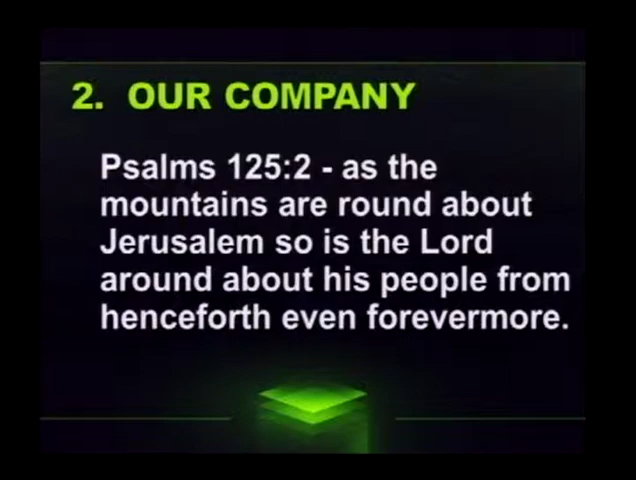 2. OUR COMPANY
Psalms 125:2 - as the
mountains are round about
Jerusalem so is the Lord
around about his people from
henceforth even forevermore.